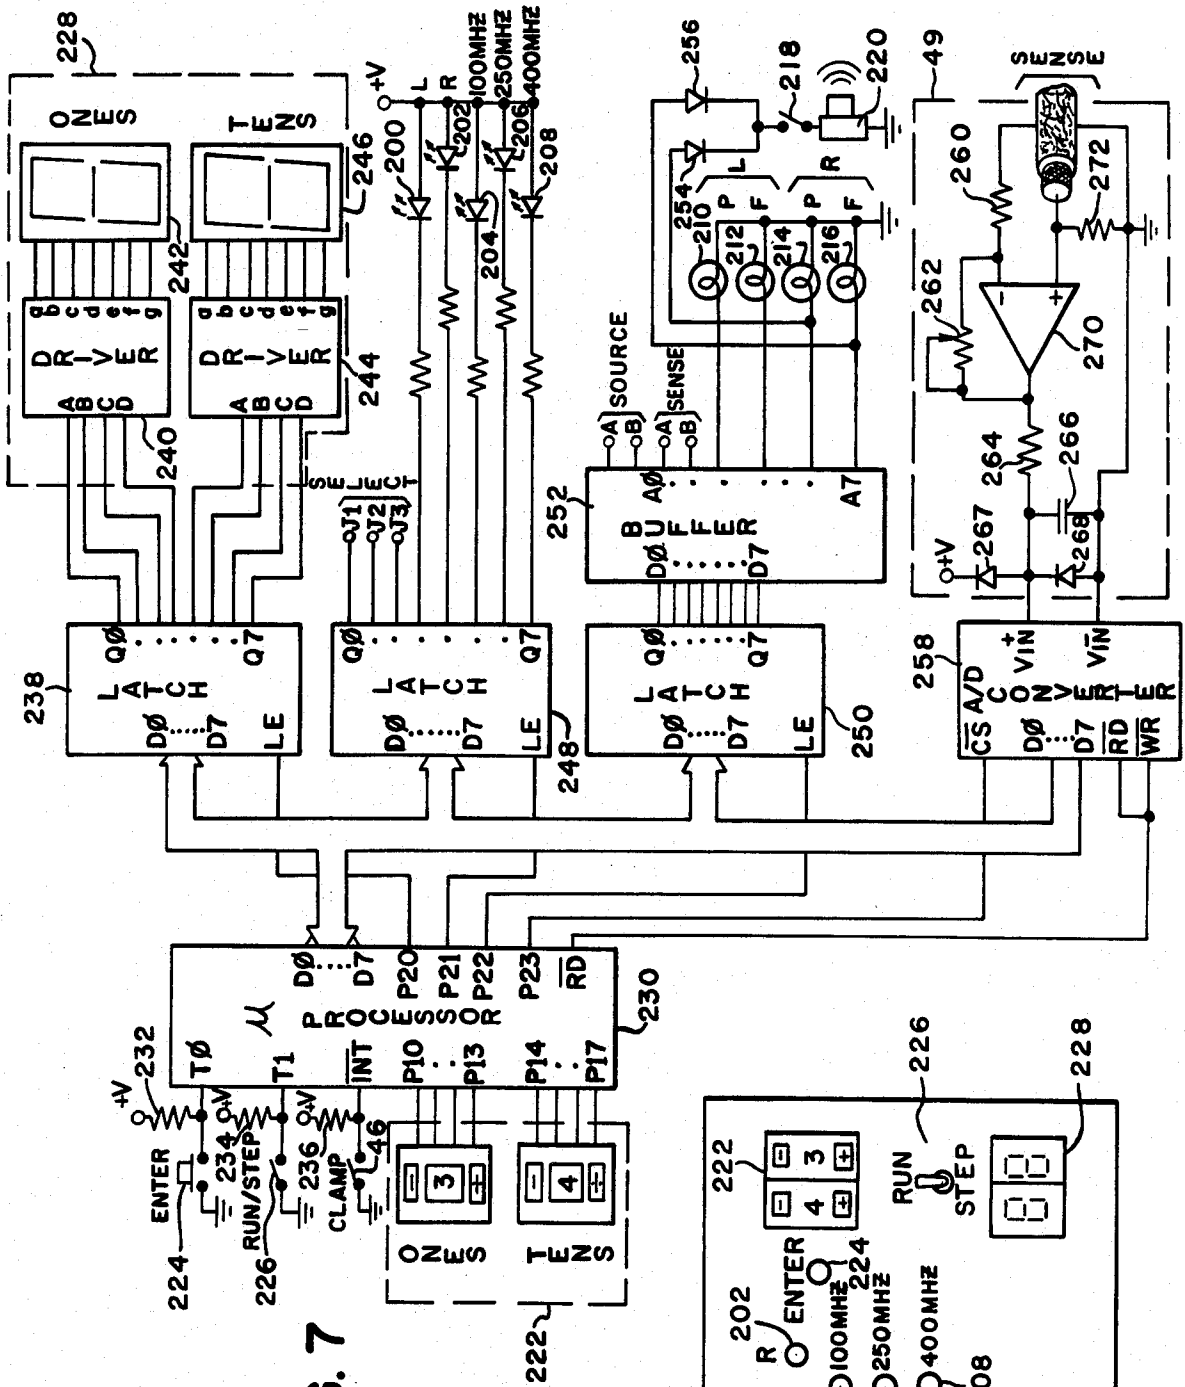 228
ONES
TENS
242
246
a
b
c
d
e
f
g
DRIVER
A
B
C
D
240
a
b
c
d
e
f
g
DRIVER
A
B
C
D
244
+V
L
R
100MHZ
250MHZ
400MHZ
200
202
204
206
208
SELECT
J1
J2
J3
256
254
218
220
210
212
214
216
L
R
P
F
P
F
SOURCE
A
B
SENSE
A
B
252
BUFFER
AØ
A7
DØ
D7
49
SENSE
260
272
262
-
+
270
264
266
+V
267
268
238
LATCH
QØ
Q7
DØ
D7
LE
LATCH
QØ
Q7
DØ
D7
LE
248
LATCH
QØ
Q7
DØ
D7
LE
250
258
A/D CONVERTER
VIN+
VIN-
CS
DØ
D7
RD
WR
μ PROCESSOR
DØ
D7
P20
P21
P22
P23
RD
TØ
T1
INT
P10
P13
P14
P17
230
+V
232
+V
234
+V
236
ENTER
224
RUN/STEP
226
CLAMP
46
-
3
+
ONES
-
4
+
TENS
222
. 7
222
-
4
+
-
3
+
226
RUN
STEP
228
ENTER
224
202
R
100MHZ
250MHZ
400MHZ
08